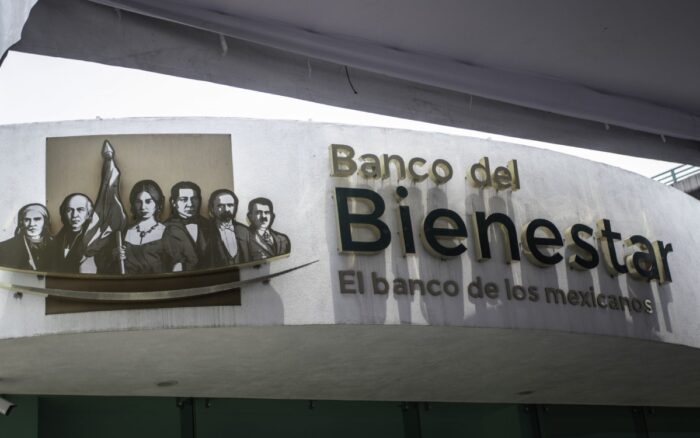 Banco del
Bienestar
El banco de los mexicanos